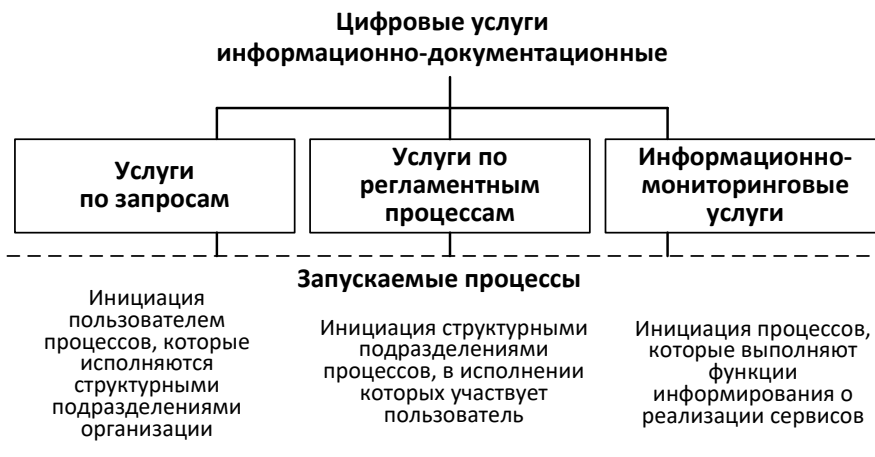 Цифровые услуги
информационно-документационные
Услуги
по запросам
Услуги по
регламентным
процессам
Информационно-
мониторинговые
услуги
Запускаемые процессы
Инициация
пользователем
процессов, которые
исполняются
структурными
подразделениями
организации
Инициация структурными
подразделениями
процессов, в исполнении
которых участвует
пользователь
Инициация процессов,
которые выполняют
функции
информирования о
реализации сервисов